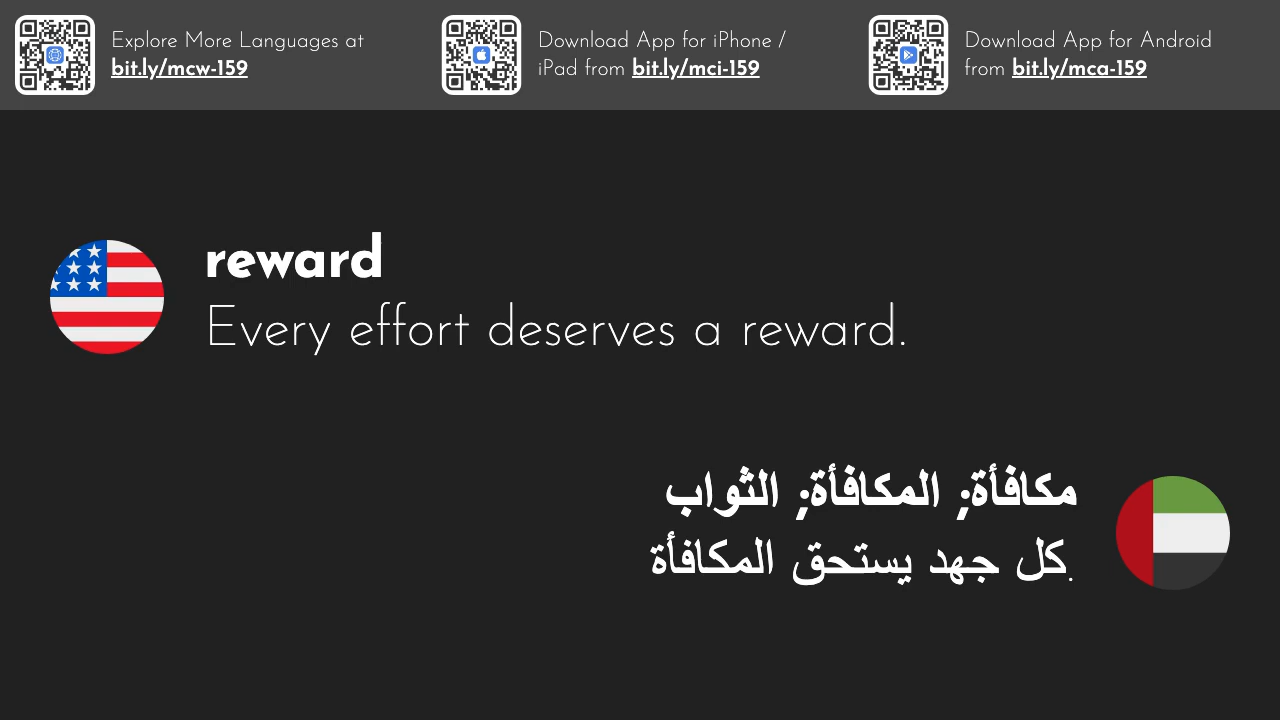 Explore More Languages at
bit.ly/mcw-159
Download App for iPhone /
iPad from bit.ly/mci-159
Download App for Android
from bit.ly/mca-159
reward
Every effort deserves a reward.
مكافأة; المكافأة; الثواب
كل جهد يستحق المكافأة.